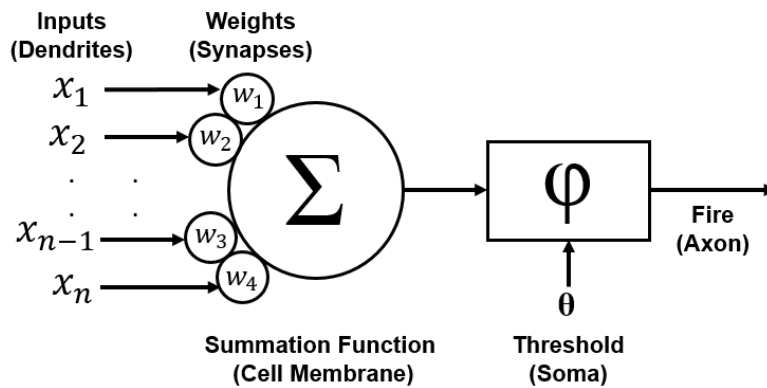 Inputs
(Dendrites)
Weights
(Synapses)
x₁
w₁
x₂
w₂
. .
. .
xₙ₋₁
w₃
xₙ
w₄
Σ
φ
θ
Fire
(Axon)
Summation Function
(Cell Membrane)
Threshold
(Soma)